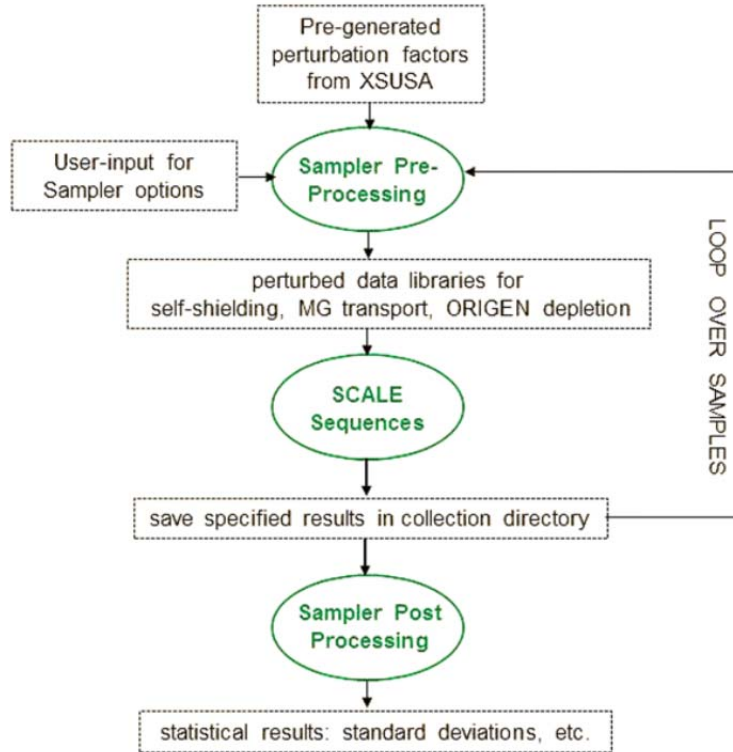 Pre-generated
perturbation factors
from XSUSA
User-input for
Sampler options
Sampler Pre-
Processing
LOOP OVER SAMPLES
perturbed data libraries for
self-shielding, MG transport, ORIGEN depletion
SCALE
Sequences
save specified results in collection directory
Sampler Post
Processing
statistical results: standard deviations, etc.